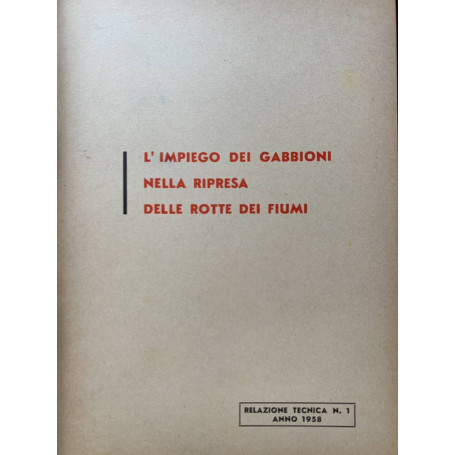 L' IMPIEGO DEI GABBIONI
NELLA RIPRESA
DELLE ROTTE DEI FIUMI
RELAZIONE TECNICA N. 1
ANNO 1958